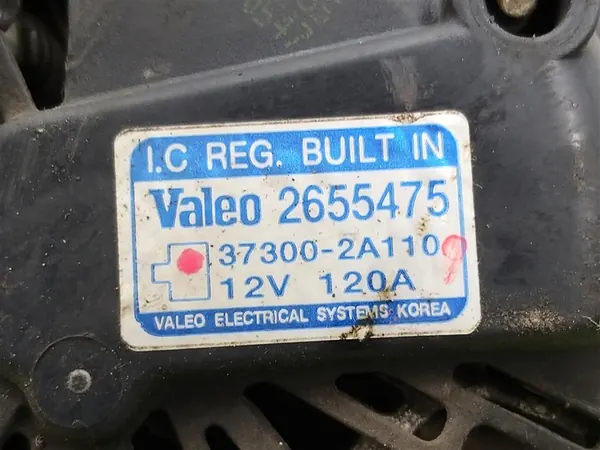 I.C REG. BUILT IN
Valeo 2655475
37300-2A110
12V 120A
VALEO ELECTRICAL SYSTEMS KOREA